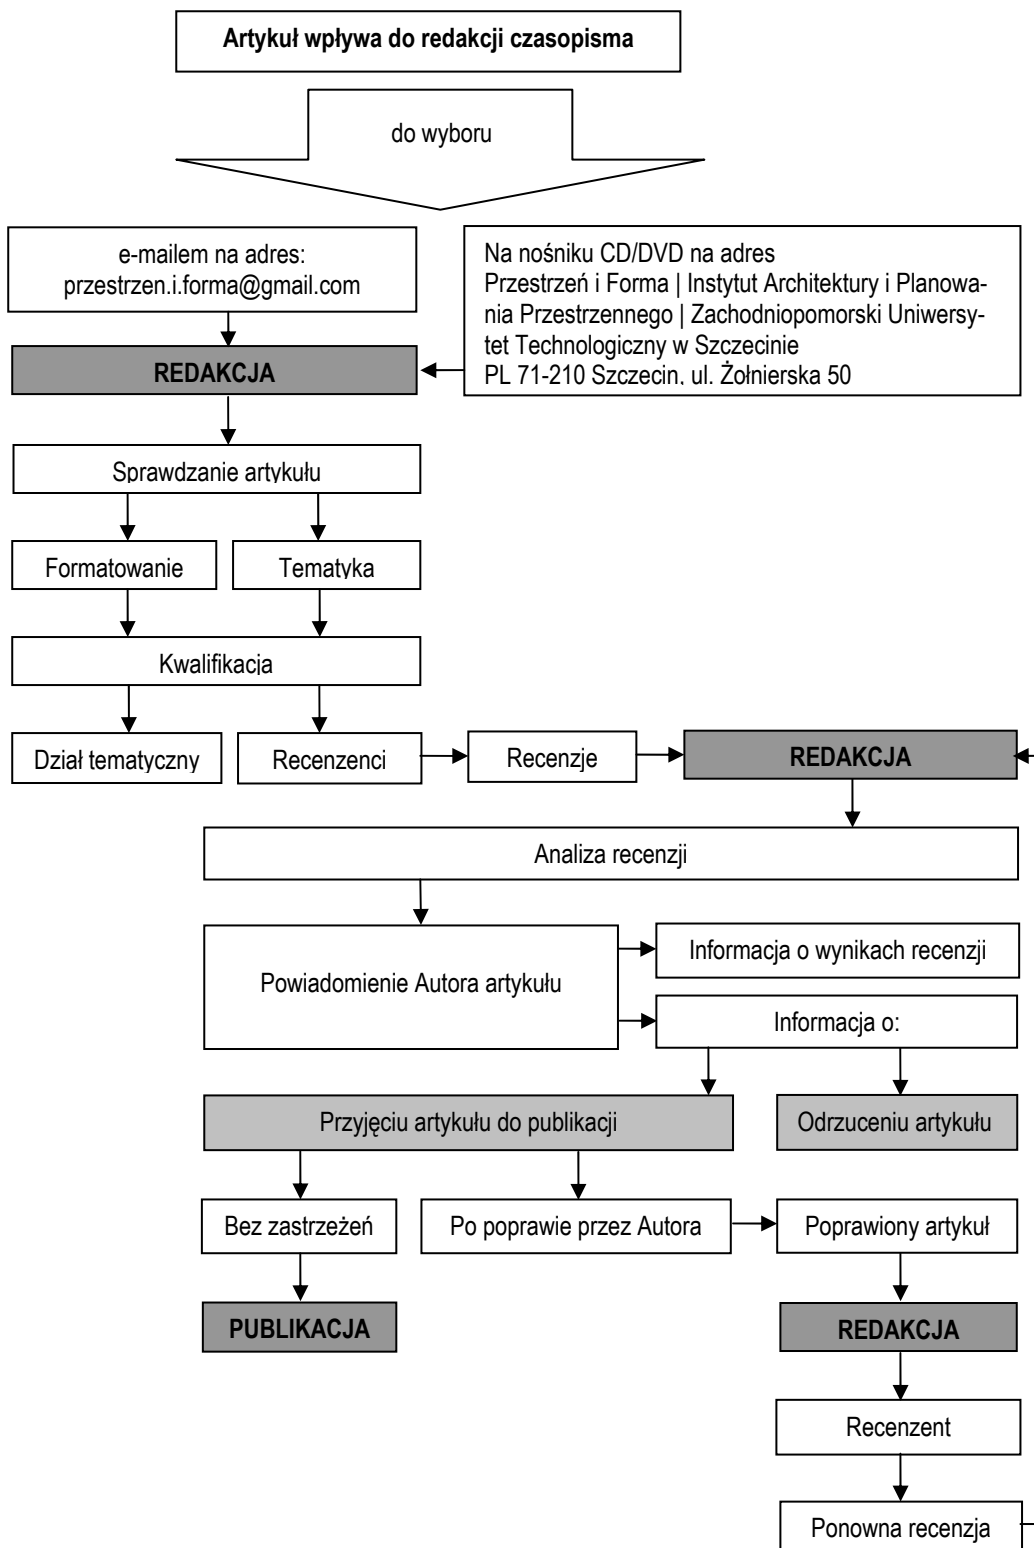 Artykuł wpływa do redakcji czasopisma
do wyboru
e-mailem na adres:
przestrzen.i.forma@gmail.com
Na nośniku CD/DVD na adres
Przestrzeń i Forma | Instytut Architektury i Planowa-
nia Przestrzennego | Zachodniopomorski Uniwersy-
tet Technologiczny w Szczecinie
PL 71-210 Szczecin, ul. Żołnierska 50
REDAKCJA
Sprawdzanie artykułu
Formatowanie
Tematyka
Kwalifikacja
Dział tematyczny
Recenzenci
Recenzje
REDAKCJA
Analiza recenzji
Powiadomienie Autora artykułu
Informacja o wynikach recenzji
Informacja o:
Przyjęciu artykułu do publikacji
Odrzuceniu artykułu
Bez zastrzeżeń
Po poprawie przez Autora
Poprawiony artykuł
PUBLIKACJA
REDAKCJA
Recenzent
Ponowna recenzja